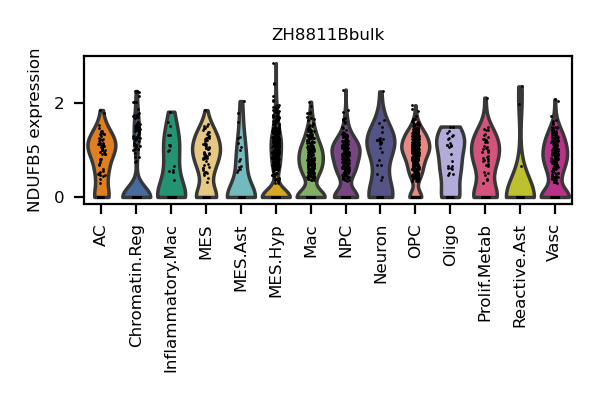 ZH8811Bbulk
NDUFB5 expression
2
0
AC
Chromatin.Reg
Inflammatory.Mac
MES
MES.Ast
MES.Hyp
Mac
NPC
Neuron
OPC
Oligo
Prolif.Metab
Reactive.Ast
Vasc